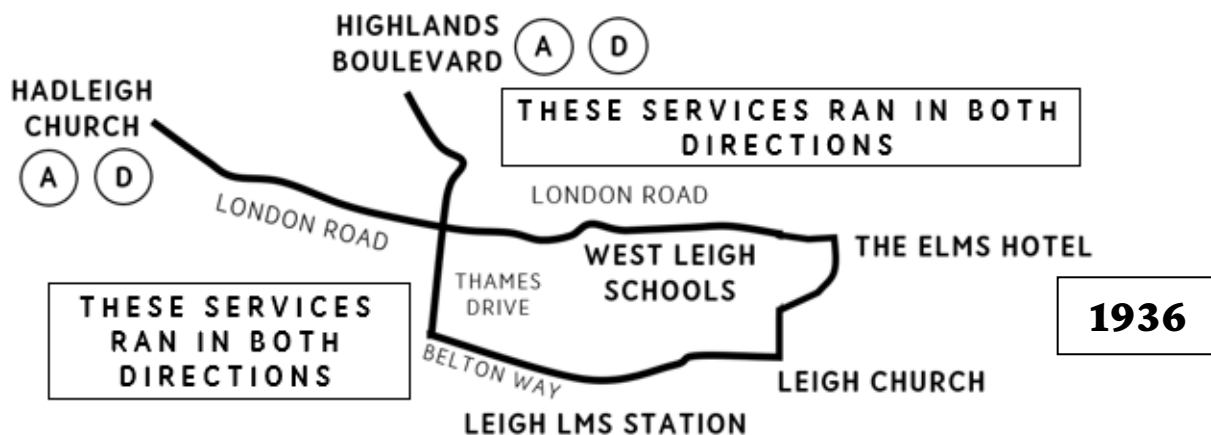 HIGHLANDS
BOULEVARD
A D
HADLEIGH
CHURCH
A D
THESE SERVICES RAN IN BOTH
DIRECTIONS
LONDON ROAD
LONDON ROAD
WEST LEIGH
SCHOOLS
THE ELMS HOTEL
THAMES
DRIVE
THESE SERVICES
RAN IN BOTH
DIRECTIONS
1936
BELTON WAY
LEIGH CHURCH
LEIGH LMS STATION